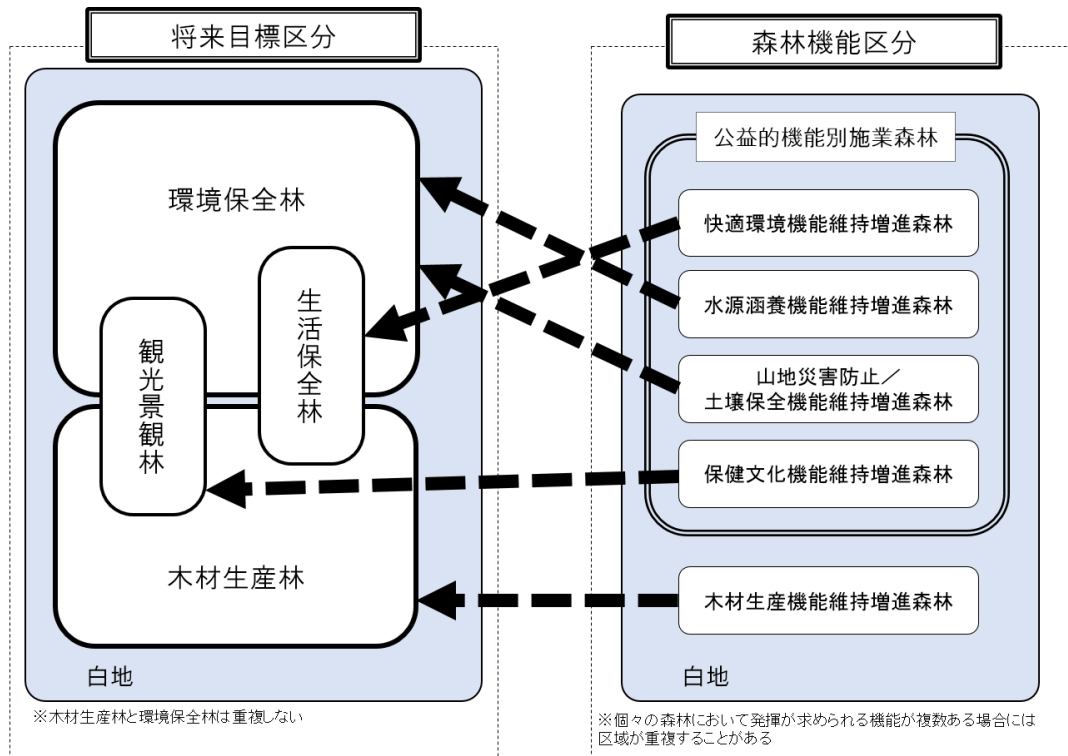 将来目標区分
環境保全林
生活保全林
観光景観林
木材生産林
白地
※木材生産林と環境保全林は重複しない
森林機能区分
公益的機能別施業森林
快適環境機能維持増進森林
水源涵養機能維持増進森林
山地災害防止／
土壌保全機能維持増進森林
保健文化機能維持増進森林
木材生産機能維持増進森林
白地
※個々の森林において発揮が求められる機能が複数ある場合には
区域が重複することがある